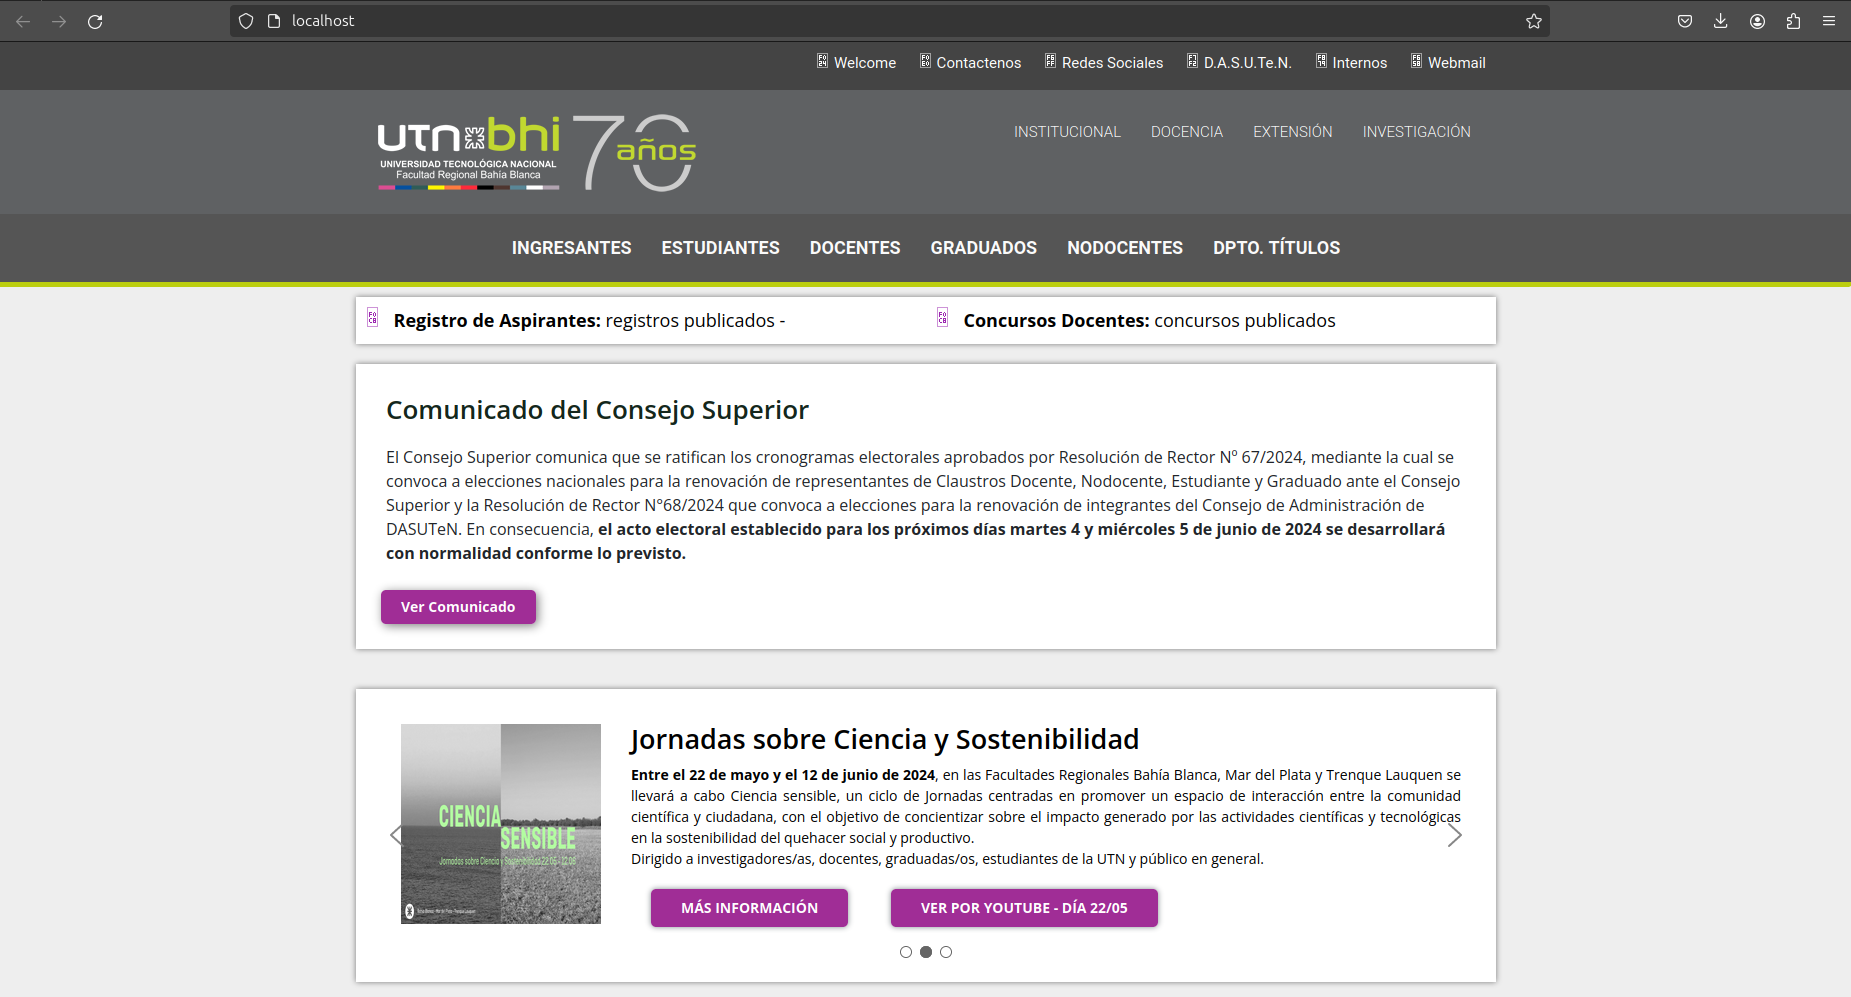 localhost
Welcome Contactenos Redes Sociales D.A.S.U.Te.N. Internos Webmail
utn bhi 70 años
UNIVERSIDAD TECNOLÓGICA NACIONAL
Facultad Regional Bahía Blanca
INSTITUCIONAL DOCENCIA EXTENSIÓN INVESTIGACIÓN
INGRESANTES ESTUDIANTES DOCENTES GRADUADOS NODOCENTES DPTO. TÍTULOS
Registro de Aspirantes: registros publicados - Concursos Docentes: concursos publicados
Comunicado del Consejo Superior
El Consejo Superior comunica que se ratifican los cronogramas electorales aprobados por Resolución de Rector Nº 67/2024, mediante la cual se
convoca a elecciones nacionales para la renovación de representantes de Claustros Docente, Nodocente, Estudiante y Graduado ante el Consejo
Superior y la Resolución de Rector N°68/2024 que convoca a elecciones para la renovación de integrantes del Consejo de Administración de
DASUTeN. En consecuencia, el acto electoral establecido para los próximos días martes 4 y miércoles 5 de junio de 2024 se desarrollará
con normalidad conforme lo previsto.
Ver Comunicado
CIENCIA
SENSIBLE
Jornadas sobre Ciencia y Sostenibilidad 22.05 - 12.06
Jornadas sobre Ciencia y Sostenibilidad
Entre el 22 de mayo y el 12 de junio de 2024, en las Facultades Regionales Bahía Blanca, Mar del Plata y Trenque Lauquen se
llevará a cabo Ciencia sensible, un ciclo de Jornadas centradas en promover un espacio de interacción entre la comunidad
científica y ciudadana, con el objetivo de concientizar sobre el impacto generado por las actividades científicas y tecnológicas
en la sostenibilidad del quehacer social y productivo.
Dirigido a investigadores/as, docentes, graduadas/os, estudiantes de la UTN y público en general.
MÁS INFORMACIÓN VER POR YOUTUBE - DÍA 22/05